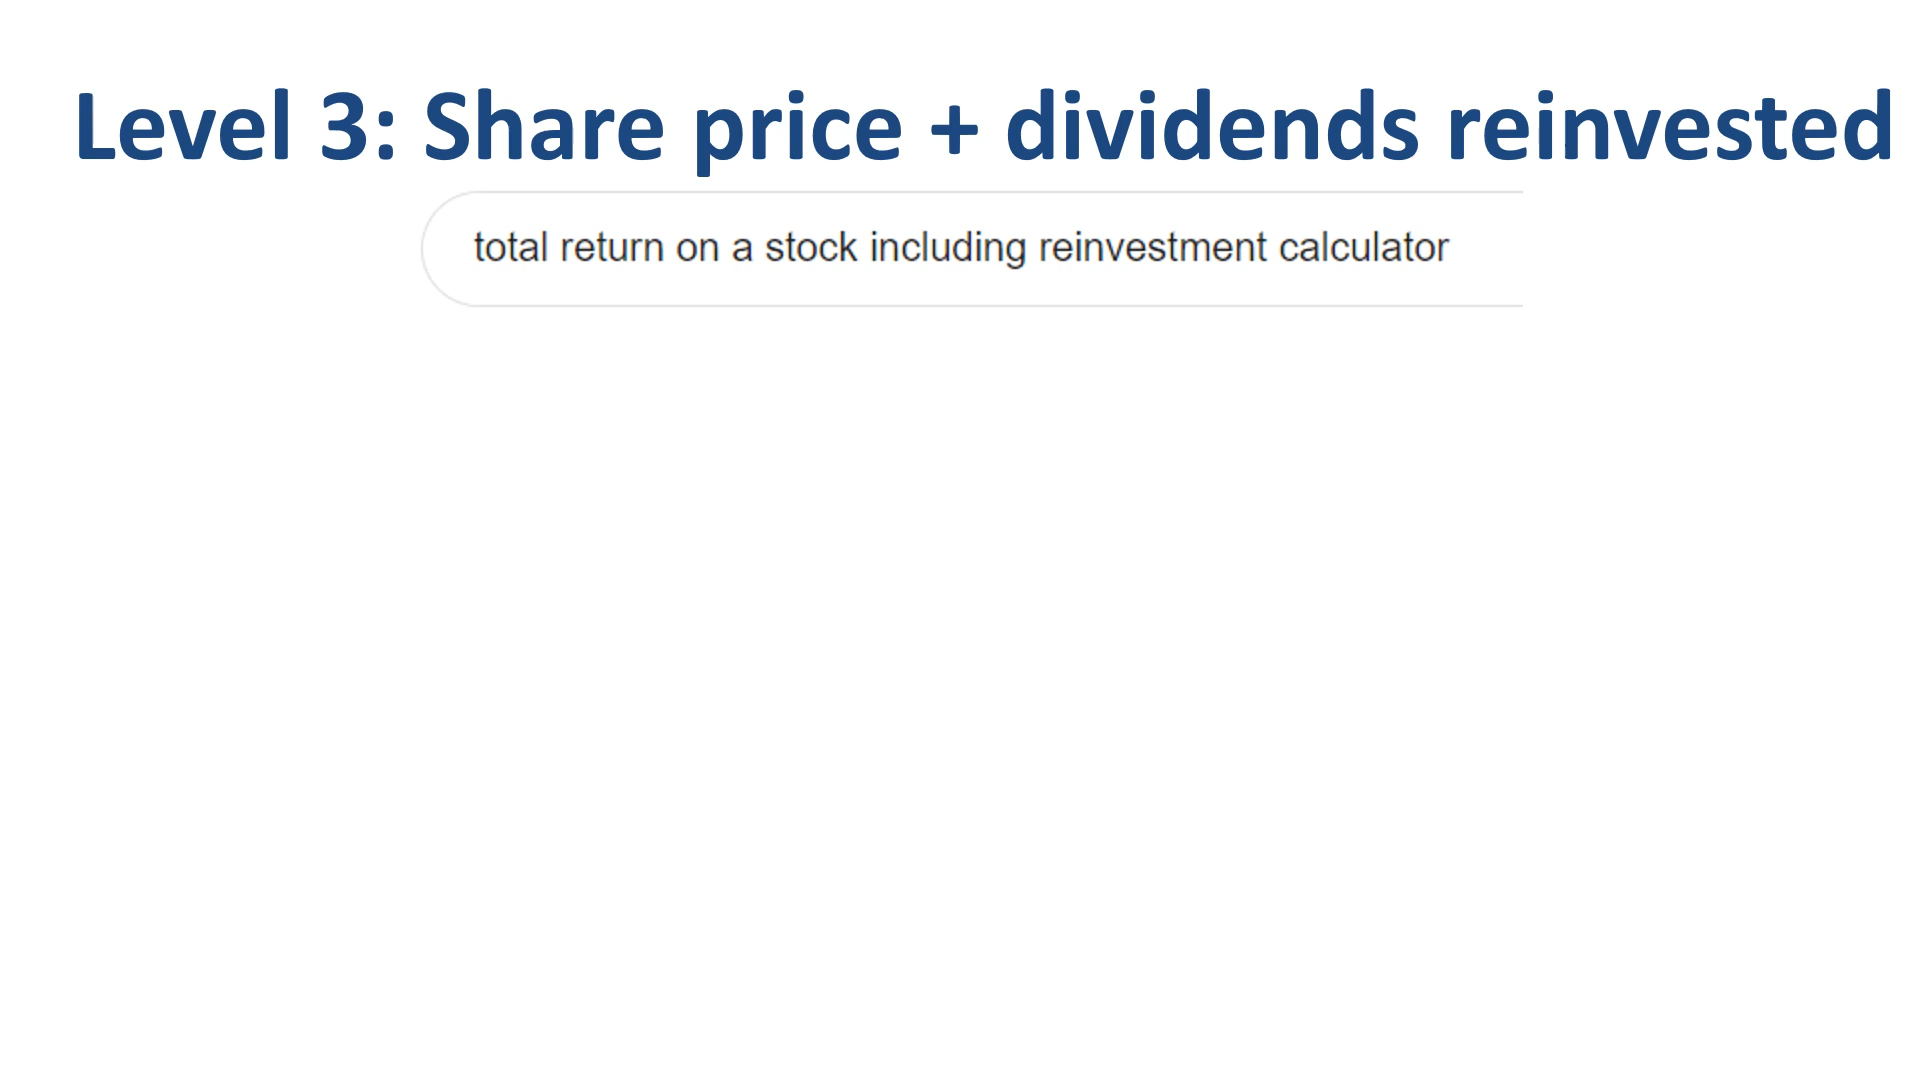 Level 3: Share price + dividends reinvested
total return on a stock including reinvestment calculator